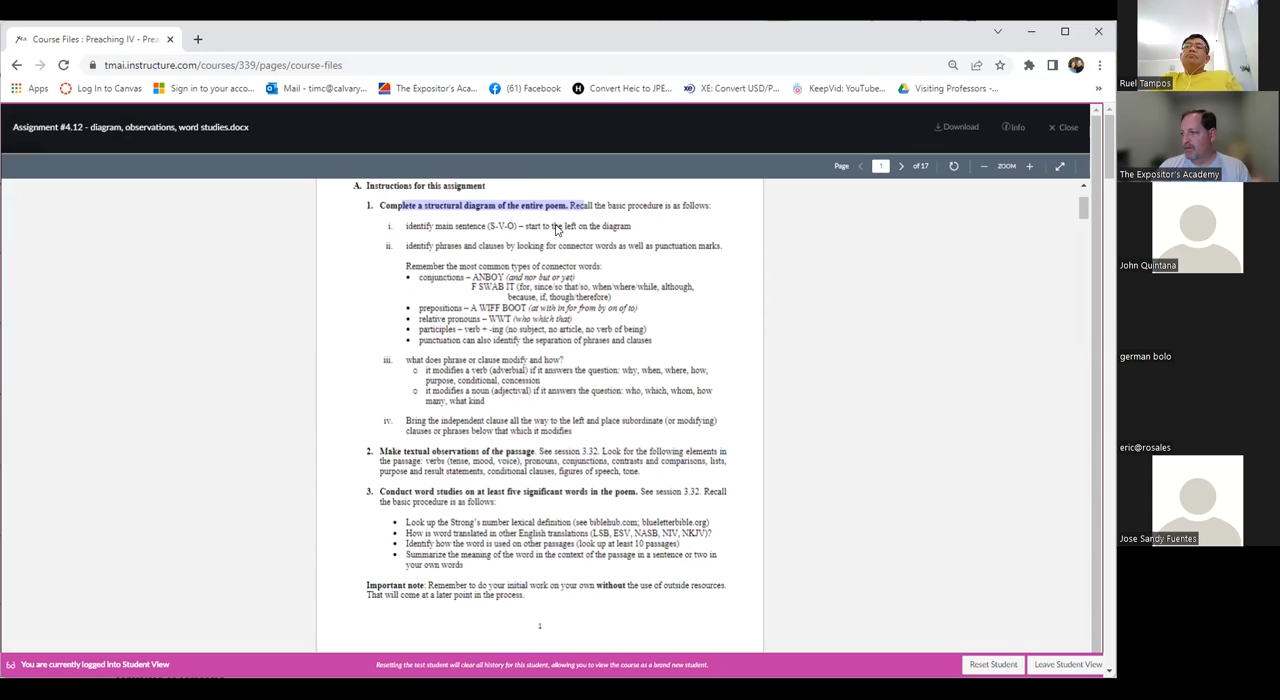 Course Files : Preaching IV - Prea
tmai.instructure.com/courses/339/pages/course-files
Apps
Log In to Canvas
Sign in to your acco...
Mail - timc@calvary...
The Expositor's Aca...
(61) Facebook
Convert Heic to JPE...
XE: Convert USD/P...
KeepVid: YouTube...
Visiting Professors -...
»
Assignment #4.12 - diagram, observations, word studies.docx
Download
Info
Close
Page
1
of 17
ZOOM
A. Instructions for this assignment
1. Complete a structural diagram of the entire poem. Recall the basic procedure is as follows:
i. identify main sentence (S-V-O) – start to the left on the diagram
ii. identify phrases and clauses by looking for connector words as well as punctuation marks.
Remember the most common types of connector words:
• conjunctions – ANBOY (and nor but or yet)
F SWAB IT (for, since/so that/so, when/where/while, although,
because, if, though/therefore)
• prepositions – A WIFF BOOT (at with in for from by on of to)
• relative pronouns – WWT (who which that)
• participles – verb + -ing (no subject, no article, no verb of being)
• punctuation can also identify the separation of phrases and clauses
iii. what does phrase or clause modify and how?
o it modifies a verb (adverbial) if it answers the question: why, when, where, how,
purpose, conditional, concession
o it modifies a noun (adjectival) if it answers the question: who, which, whom, how
many, what kind
iv. Bring the independent clause all the way to the left and place subordinate (or modifying)
clauses or phrases below that which it modifies
2. Make textual observations of the passage. See session 3.32. Look for the following elements in
the passage: verbs (tense, mood, voice), pronouns, conjunctions, contrasts and comparisons, lists,
purpose and result statements, conditional clauses, figures of speech, tone.
3. Conduct word studies on at least five significant words in the poem. See session 3.32. Recall
the basic procedure is as follows:
• Look up the Strong's number lexical definition (see biblehub.com; blueletterbible.org)
• How is word translated in other English translations (LSB, ESV, NASB, NIV, NKJV)?
• Identify how the word is used on other passages (look up at least 10 passages)
• Summarize the meaning of the word in the context of the passage in a sentence or two in
your own words
Important note: Remember to do your initial work on your own without the use of outside resources.
That will come at a later point in the process.
1
You are currently logged into Student View
Resetting the test student will clear all history for this student, allowing you to view the course as a brand new student.
Reset Student
Leave Student View
Ruel Tampos
The Expositor's Academy
John Quintana
german bolo
eric@rosales
Jose Sandy Fuentes